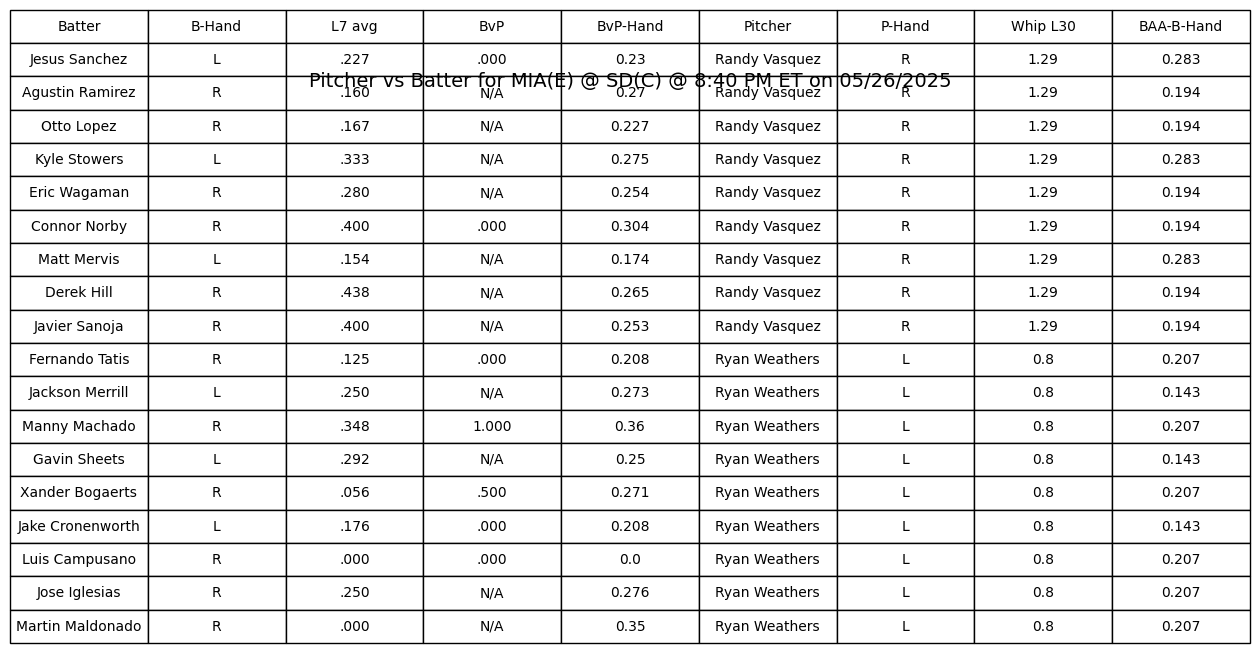 Batter B-Hand L7 avg BvP BvP-Hand Pitcher P-Hand Whip L30 BAA-B-Hand
Jesus Sanchez L .227 .000 0.23 Randy Vasquez R 1.29 0.283
Pitcher vs Batter for MIA(E) @ SD(C) @ 8:40 PM ET on 05/26/2025
Agustin Ramirez R .160 N/A 0.27 Randy Vasquez R 1.29 0.194
Otto Lopez R .167 N/A 0.227 Randy Vasquez R 1.29 0.194
Kyle Stowers L .333 N/A 0.275 Randy Vasquez R 1.29 0.283
Eric Wagaman R .280 N/A 0.254 Randy Vasquez R 1.29 0.194
Connor Norby R .400 .000 0.304 Randy Vasquez R 1.29 0.194
Matt Mervis L .154 N/A 0.174 Randy Vasquez R 1.29 0.283
Derek Hill R .438 N/A 0.265 Randy Vasquez R 1.29 0.194
Javier Sanoja R .400 N/A 0.253 Randy Vasquez R 1.29 0.194
Fernando Tatis R .125 .000 0.208 Ryan Weathers L 0.8 0.207
Jackson Merrill L .250 N/A 0.273 Ryan Weathers L 0.8 0.143
Manny Machado R .348 1.000 0.36 Ryan Weathers L 0.8 0.207
Gavin Sheets L .292 N/A 0.25 Ryan Weathers L 0.8 0.143
Xander Bogaerts R .056 .500 0.271 Ryan Weathers L 0.8 0.207
Jake Cronenworth L .176 .000 0.208 Ryan Weathers L 0.8 0.143
Luis Campusano R .000 .000 0.0 Ryan Weathers L 0.8 0.207
Jose Iglesias R .250 N/A 0.276 Ryan Weathers L 0.8 0.207
Martin Maldonado R .000 N/A 0.35 Ryan Weathers L 0.8 0.207